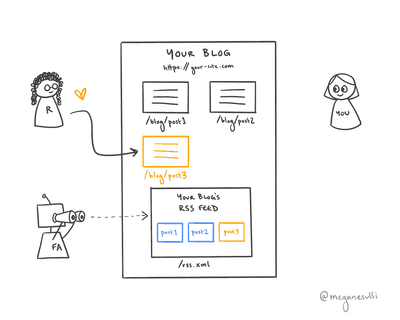 YOUR BLOG
https://your-site.com
R
/blog/post1
/blog/post2
YOU
/blog/post3
YOUR BLOG'S
RSS FEED
post1
post2
post3
FA
/rss.xml
@meganesulli